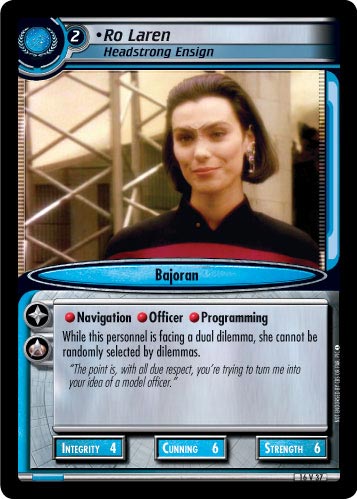 2 •Ro Laren
Headstrong Ensign
Bajoran
Navigation Officer Programming
While this personnel is facing a dual dilemma, she cannot be
randomly selected by dilemmas.
"The point is, with all due respect, you're trying to turn me into
your idea of a model officer."
INTEGRITY 4 CUNNING 6 STRENGTH 6
16 V 57